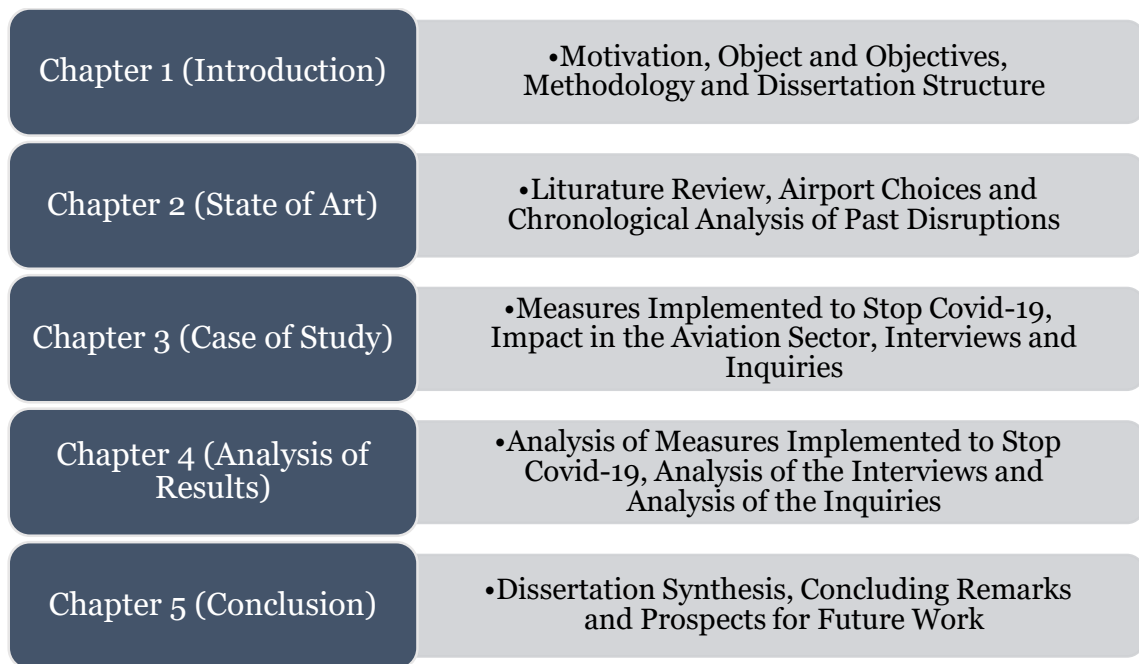 Chapter 1 (Introduction)
•Motivation, Object and Objectives,
Methodology and Dissertation Structure
Chapter 2 (State of Art)
•Liturature Review, Airport Choices and
Chronological Analysis of Past Disruptions
Chapter 3 (Case of Study)
•Measures Implemented to Stop Covid-19,
Impact in the Aviation Sector, Interviews and
Inquiries
Chapter 4 (Analysis of
Results)
•Analysis of Measures Implemented to Stop
Covid-19, Analysis of the Interviews and
Analysis of the Inquiries
Chapter 5 (Conclusion)
•Dissertation Synthesis, Concluding Remarks
and Prospects for Future Work